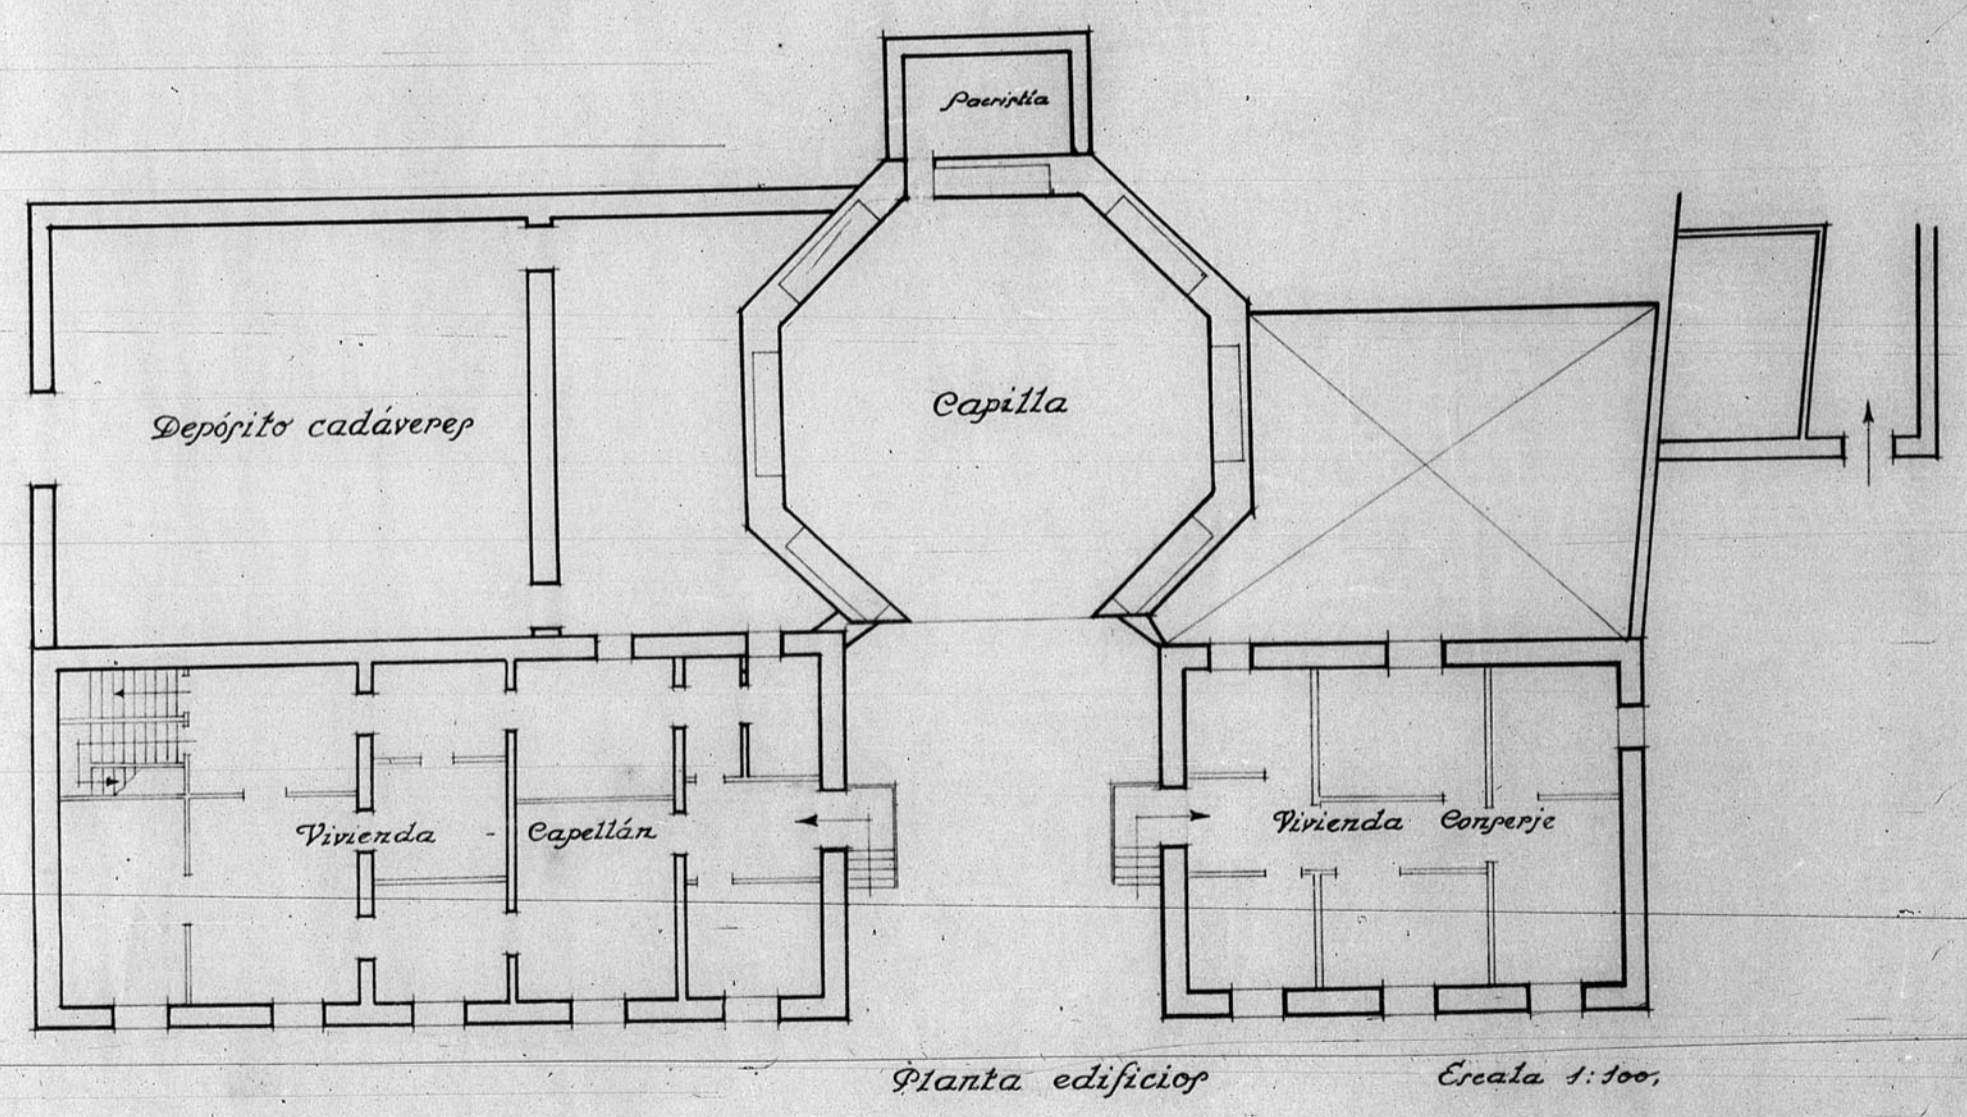 Sacristía
Capilla
Depósito cadáveres
Vivienda - Capellán
Vivienda Conserje
Planta edificios
Escala 1:100,